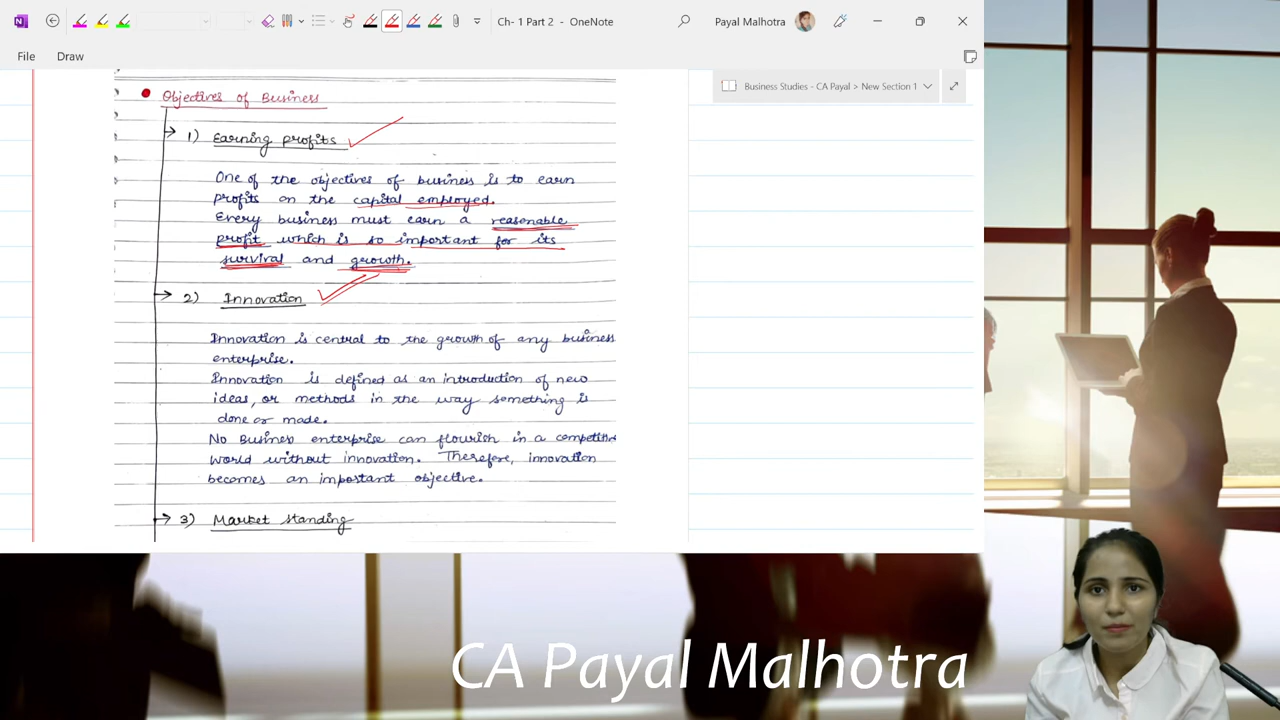 Ch- 1 Part 2 - OneNote
Payal Malhotra
File
Draw
Business Studies - CA Payal > New Section 1
Objectives of Business
1) Earning profits
One of the objectives of business is to earn
profits on the capital employed.
Every business must earn a reasonable
profit which is so important for its
survival and growth.
2) Innovation
Innovation is central to the growth of any business
enterprise.
Innovation is defined as an introduction of new
ideas, or methods in the way something is
done or made.
No Business enterprise can flourish in a competitive
world without innovation. Therefore, innovation
becomes an important objective.
3) Market standing
CA Payal Malhotra